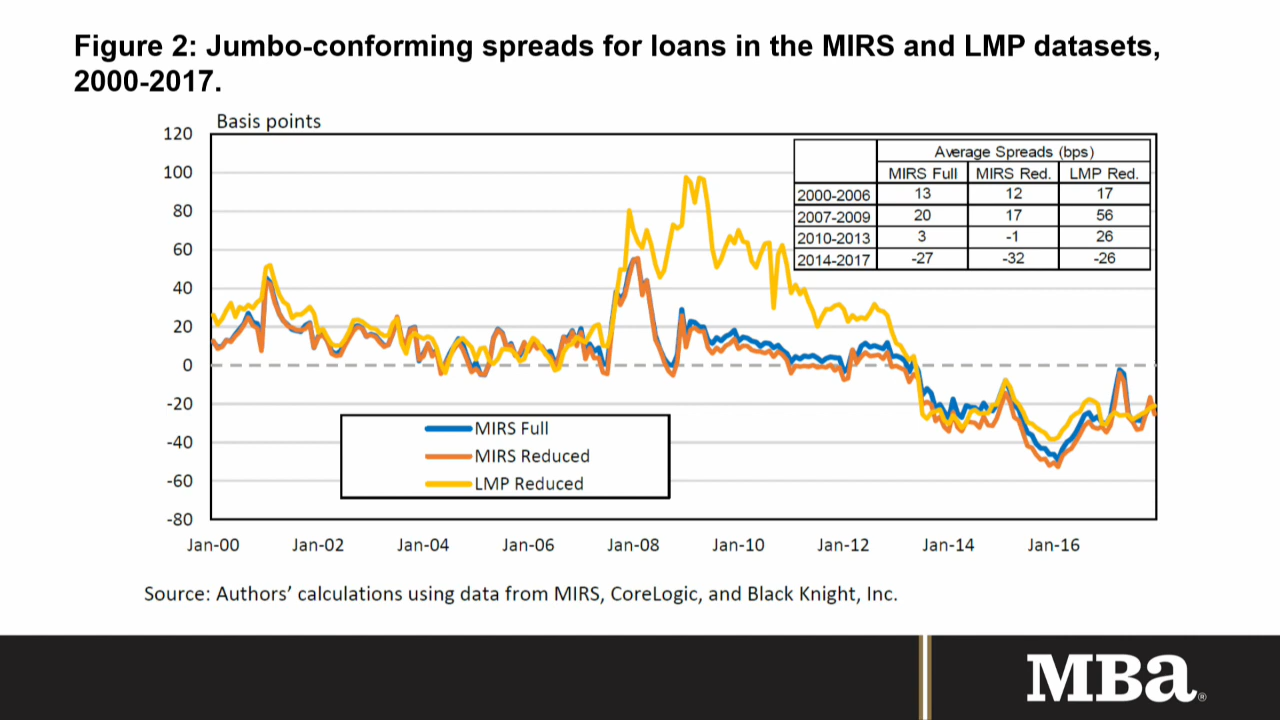 Figure 2: Jumbo-conforming spreads for loans in the MIRS and LMP datasets,
2000-2017.
Basis points
120
100
80
60
40
20
0
-20
-40
-60
-80
Average Spreads (bps)
MIRS Full MIRS Red. LMP Red.
2000-2006 13 12 17
2007-2009 20 17 56
2010-2013 3 -1 26
2014-2017 -27 -32 -26
MIRS Full
MIRS Reduced
LMP Reduced
Jan-00 Jan-02 Jan-04 Jan-06 Jan-08 Jan-10 Jan-12 Jan-14 Jan-16
Source: Authors’ calculations using data from MIRS, CoreLogic, and Black Knight, Inc.
MBa®